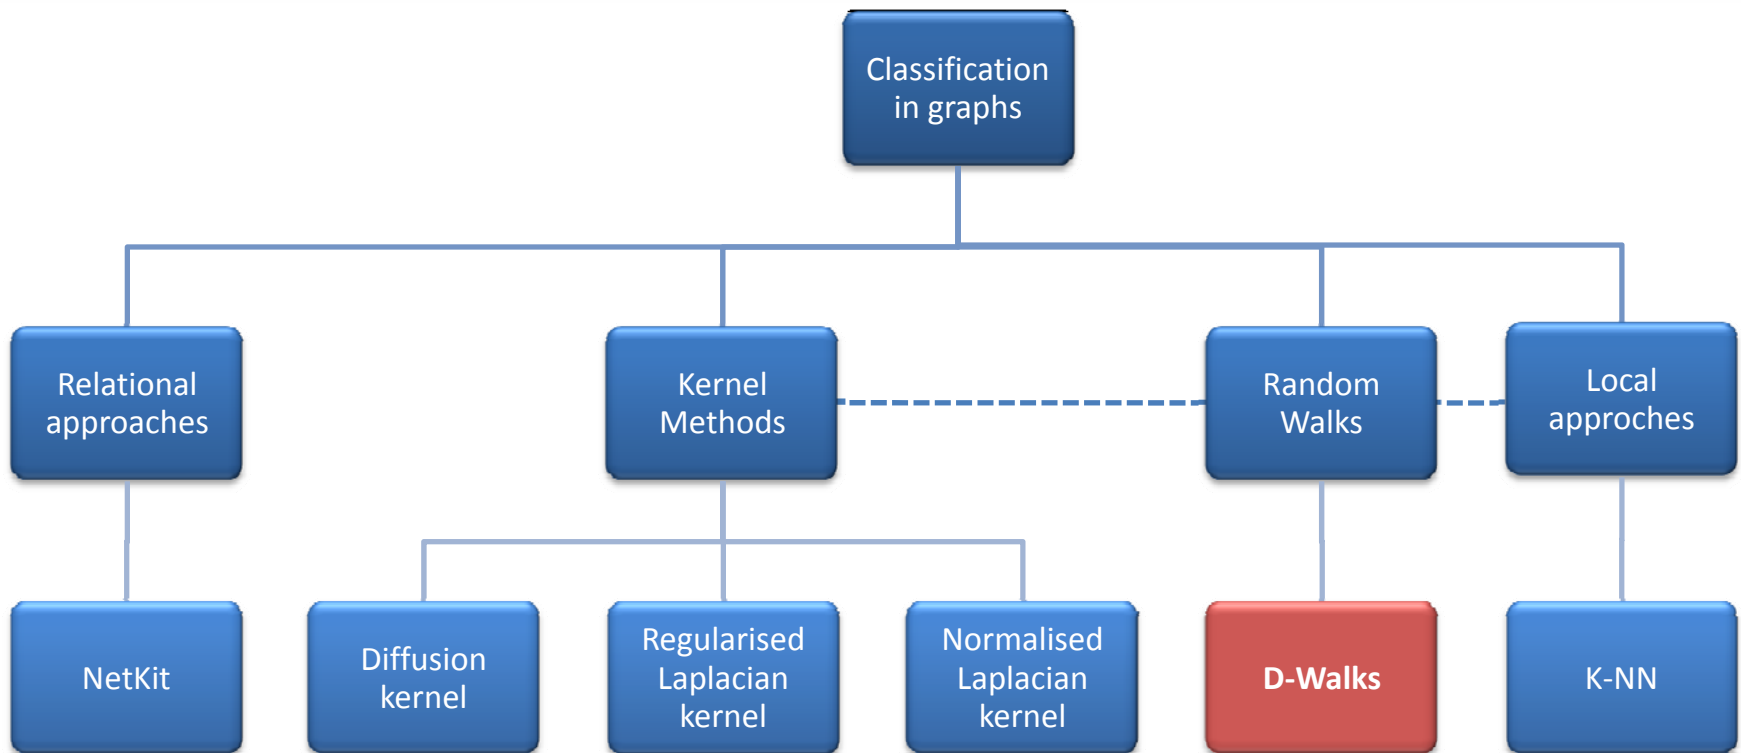 Classification
in graphs
Relational
approaches
Kernel
Methods
Random
Walks
Local
approches
NetKit
Diffusion
kernel
Regularised
Laplacian
kernel
Normalised
Laplacian
kernel
D-Walks
K-NN